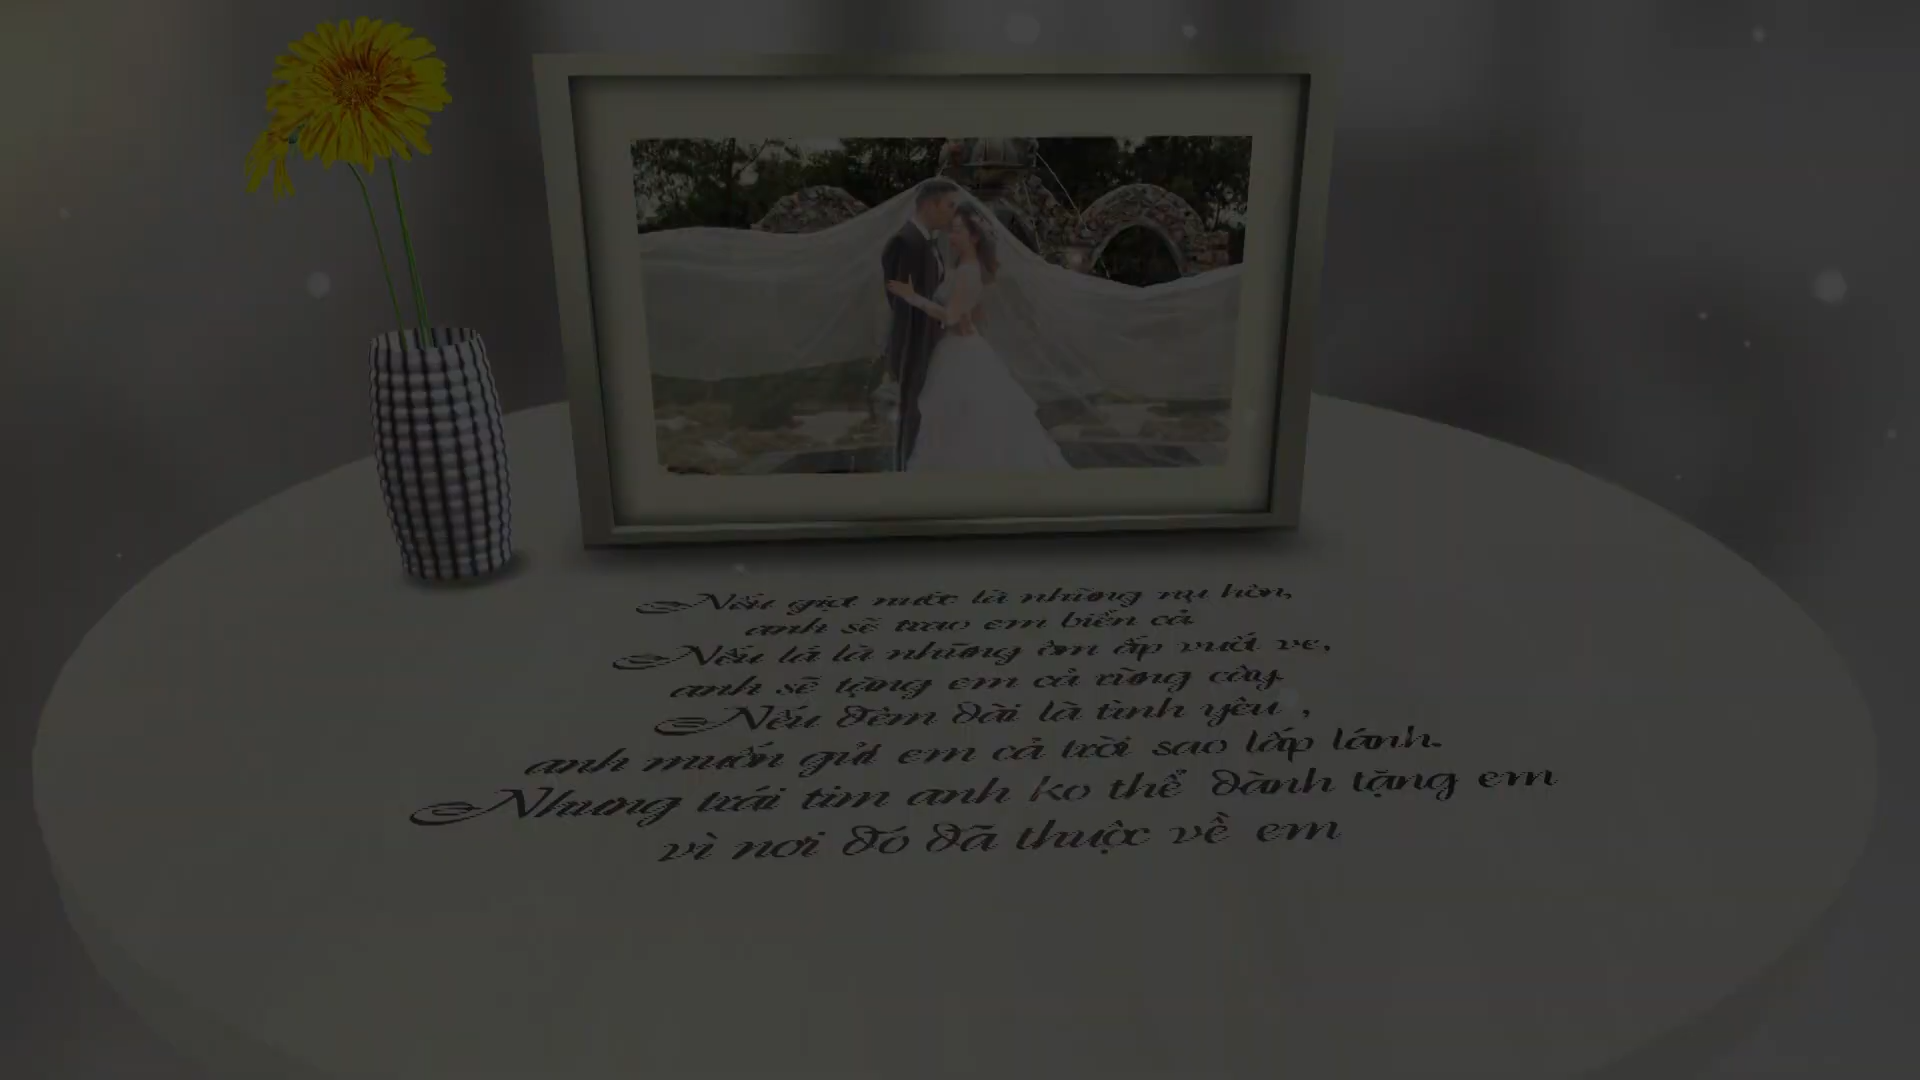 Nếu giọt nước là những nụ hôn,
anh sẽ trao em biển cả
Nếu lá là những ôm ấp vuốt ve,
anh sẽ tặng em cả rừng cây.
Nếu đêm dài là tình yêu ,
anh muốn gửi em cả trời sao lấp lánh.
Nhưng trái tim anh ko thể dành tặng em
vì nơi đó đã thuộc về em